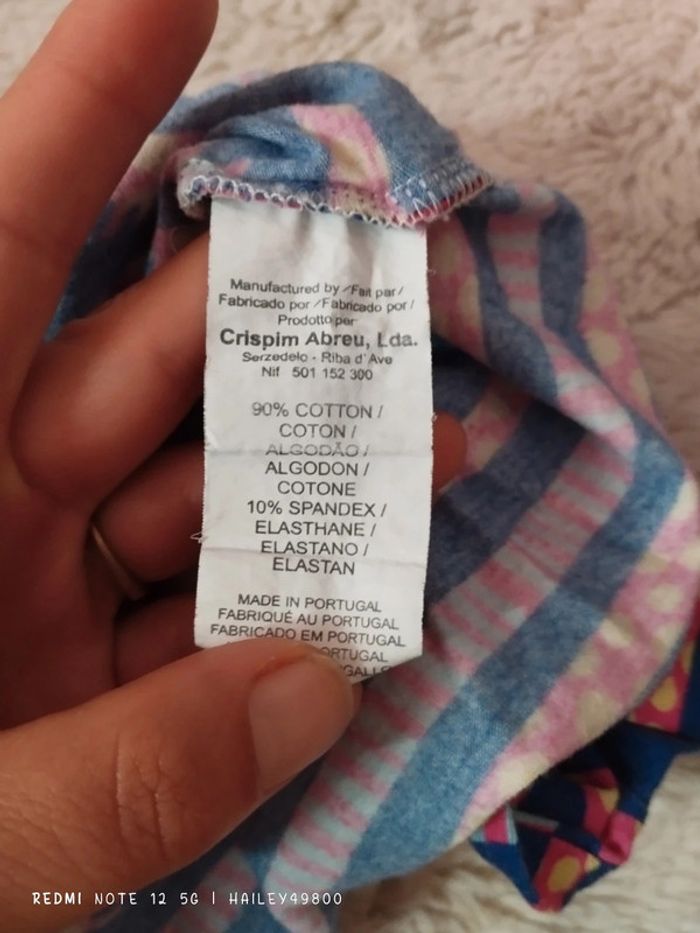 Manufactured by /Fait par/
Fabricado por /Fabricado por/
Prodotto per
Crispim Abreu, Lda.
Serzedelo - Riba d'Ave
Nif 501 152 300
90% COTTON /
COTON /
ALGODÃO /
ALGODON /
COTONE
10% SPANDEX /
ELASTHANE /
ELASTANO /
ELASTAN
MADE IN PORTUGAL
FABRIQUÉ AU PORTUGAL
FABRICADO EM PORTUGAL
PORTUGAL
REDMI NOTE 12 5G | HAILEY49800